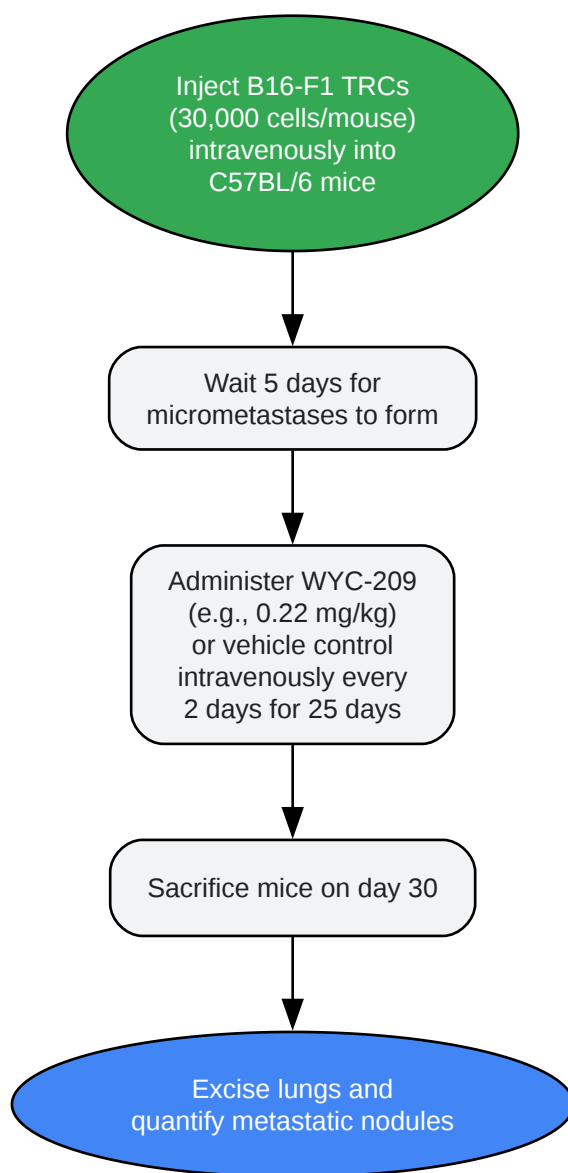 Inject B16-F1 TRCs
(30,000 cells/mouse)
intravenously into
C57BL/6 mice
Wait 5 days for
micrometastases to form
Administer WYC-209
(e.g., 0.22 mg/kg)
or vehicle control
intravenously every
2 days for 25 days
Sacrifice mice on day 30
Excise lungs and
quantify metastatic nodules